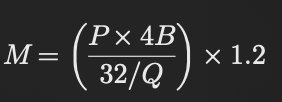 M = (P × 4B / 32/Q) × 1.2